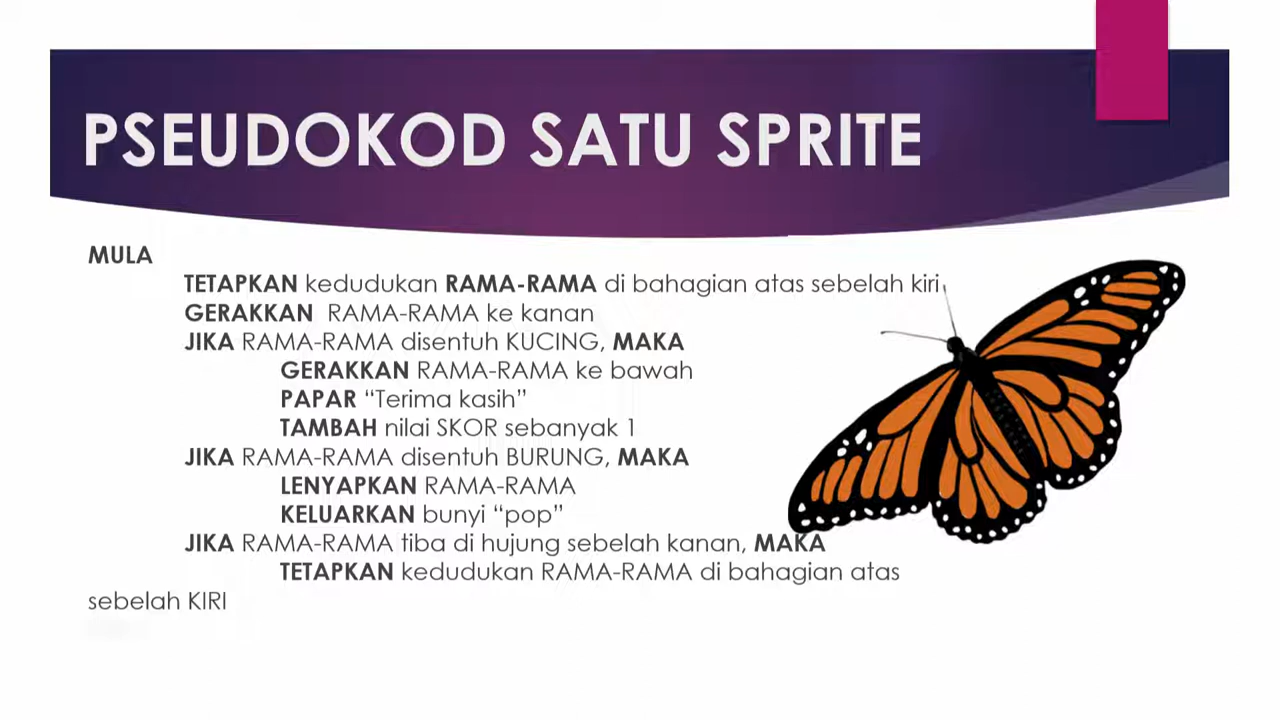 PSEUDOKOD SATU SPRITE
MULA
TETAPKAN kedudukan RAMA-RAMA di bahagian atas sebelah kiri
GERAKKAN RAMA-RAMA ke kanan
JIKA RAMA-RAMA disentuh KUCING, MAKA
GERAKKAN RAMA-RAMA ke bawah
PAPAR “Terima kasih”
TAMBAH nilai SKOR sebanyak 1
JIKA RAMA-RAMA disentuh BURUNG, MAKA
LENYAPKAN RAMA-RAMA
KELUARKAN bunyi “pop”
JIKA RAMA-RAMA tiba di hujung sebelah kanan, MAKA
TETAPKAN kedudukan RAMA-RAMA di bahagian atas
sebelah KIRI